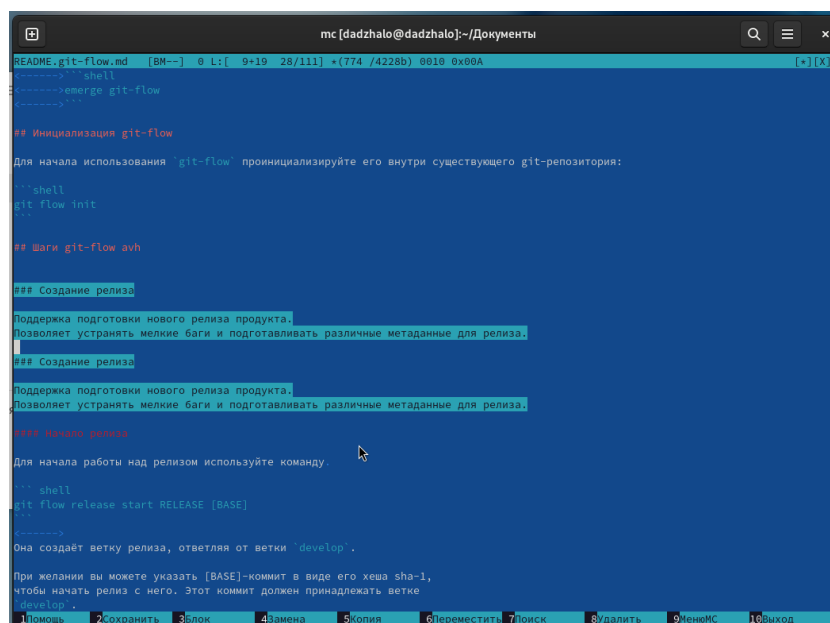 mc [dadzhalo@dadzhalo]:~/Документы
README.git-flow.md [BM--] 0 L:[ 9+19 28/111] *(774 /4228b) 0010 0x00A [*][X]
<------>```shell
<------>emerge git-flow
<------>```
## Инициализация git-flow
Для начала использования `git-flow` проинициализируйте его внутри существующего git-репозитория:
```shell
git flow init
```
## Шаги git-flow avh
### Создание релиза
Поддержка подготовки нового релиза продукта.
Позволяет устранять мелкие баги и подготавливать различные метаданные для релиза.
### Создание релиза
Поддержка подготовки нового релиза продукта.
Позволяет устранять мелкие баги и подготавливать различные метаданные для релиза.
#### Начало релиза
Для начала работы над релизом используйте команду.
``` shell
git flow release start RELEASE [BASE]
```
<------>
Она создаёт ветку релиза, ответляя от ветки `develop`.
При желании вы можете указать [BASE]-коммит в виде его хеша sha-1,
чтобы начать релиз с него. Этот коммит должен принадлежать ветке
`develop`.
1Помощь 2Сохранить 3Блок 4Замена 5Копия 6Переместить 7Поиск 8Удалить 9МенюМС 10Выход